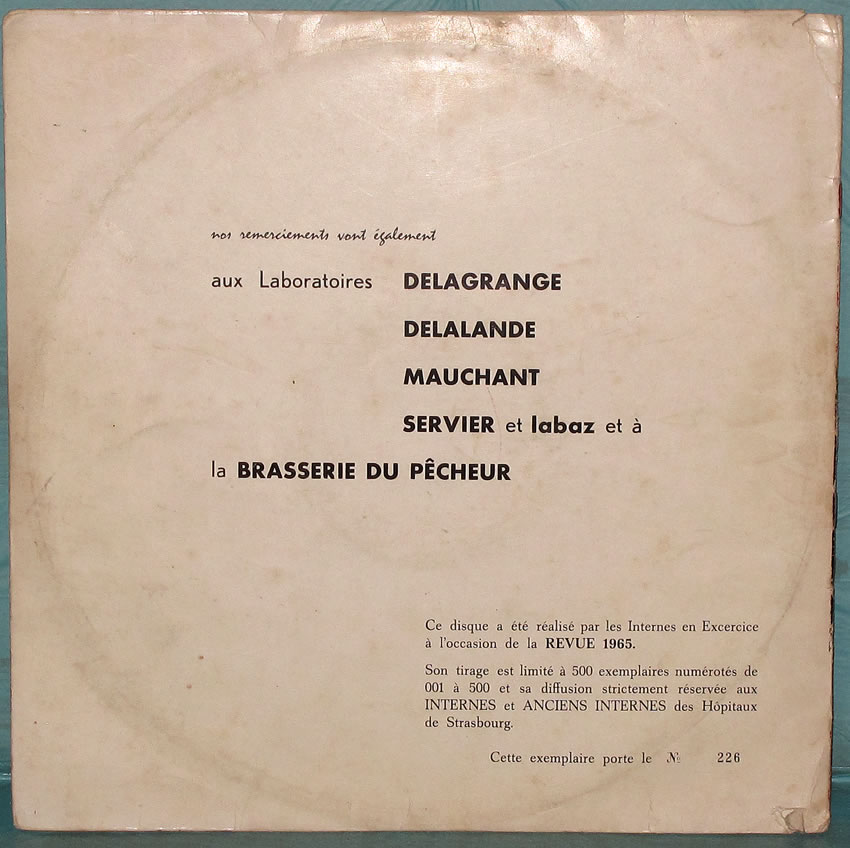 nos remerciements vont également
aux Laboratoires DELAGRANGE
DELALANDE
MAUCHANT
SERVIER et labaz et à
la BRASSERIE DU PÊCHEUR
Ce disque a été réalisé par les Internes en Excercice
à l'occasion de la REVUE 1965.
Son tirage est limité à 500 exemplaires numérotés de
001 à 500 et sa diffusion strictement réservée aux
INTERNES et ANCIENS INTERNES des Hôpitaux
de Strasbourg.
Cette exemplaire porte le № 226